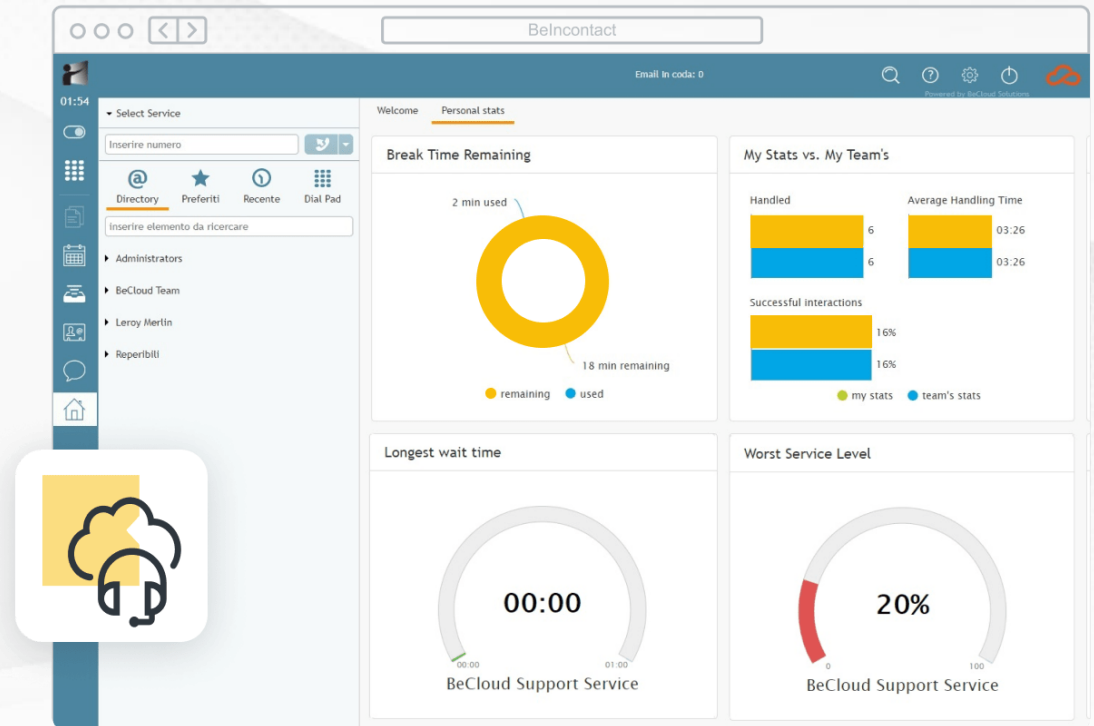 BeIncontact
Email in coda: 0
Powered by BeCloud Solutions
01:54
Select Service
Inserire numero
Directory Preferiti Recente Dial Pad
Inserire elemento da ricercare
Administrators
BeCloud Team
Leroy Merlin
Reperibili
Welcome Personal stats
Break Time Remaining
2 min used
18 min remaining
remaining used
My Stats vs. My Team's
Handled Average Handling Time
6 03:26
6 03:26
Successful interactions
16%
16%
my stats team's stats
Longest wait time
00:00
00:00 01:00
BeCloud Support Service
Worst Service Level
20%
0 100
BeCloud Support Service